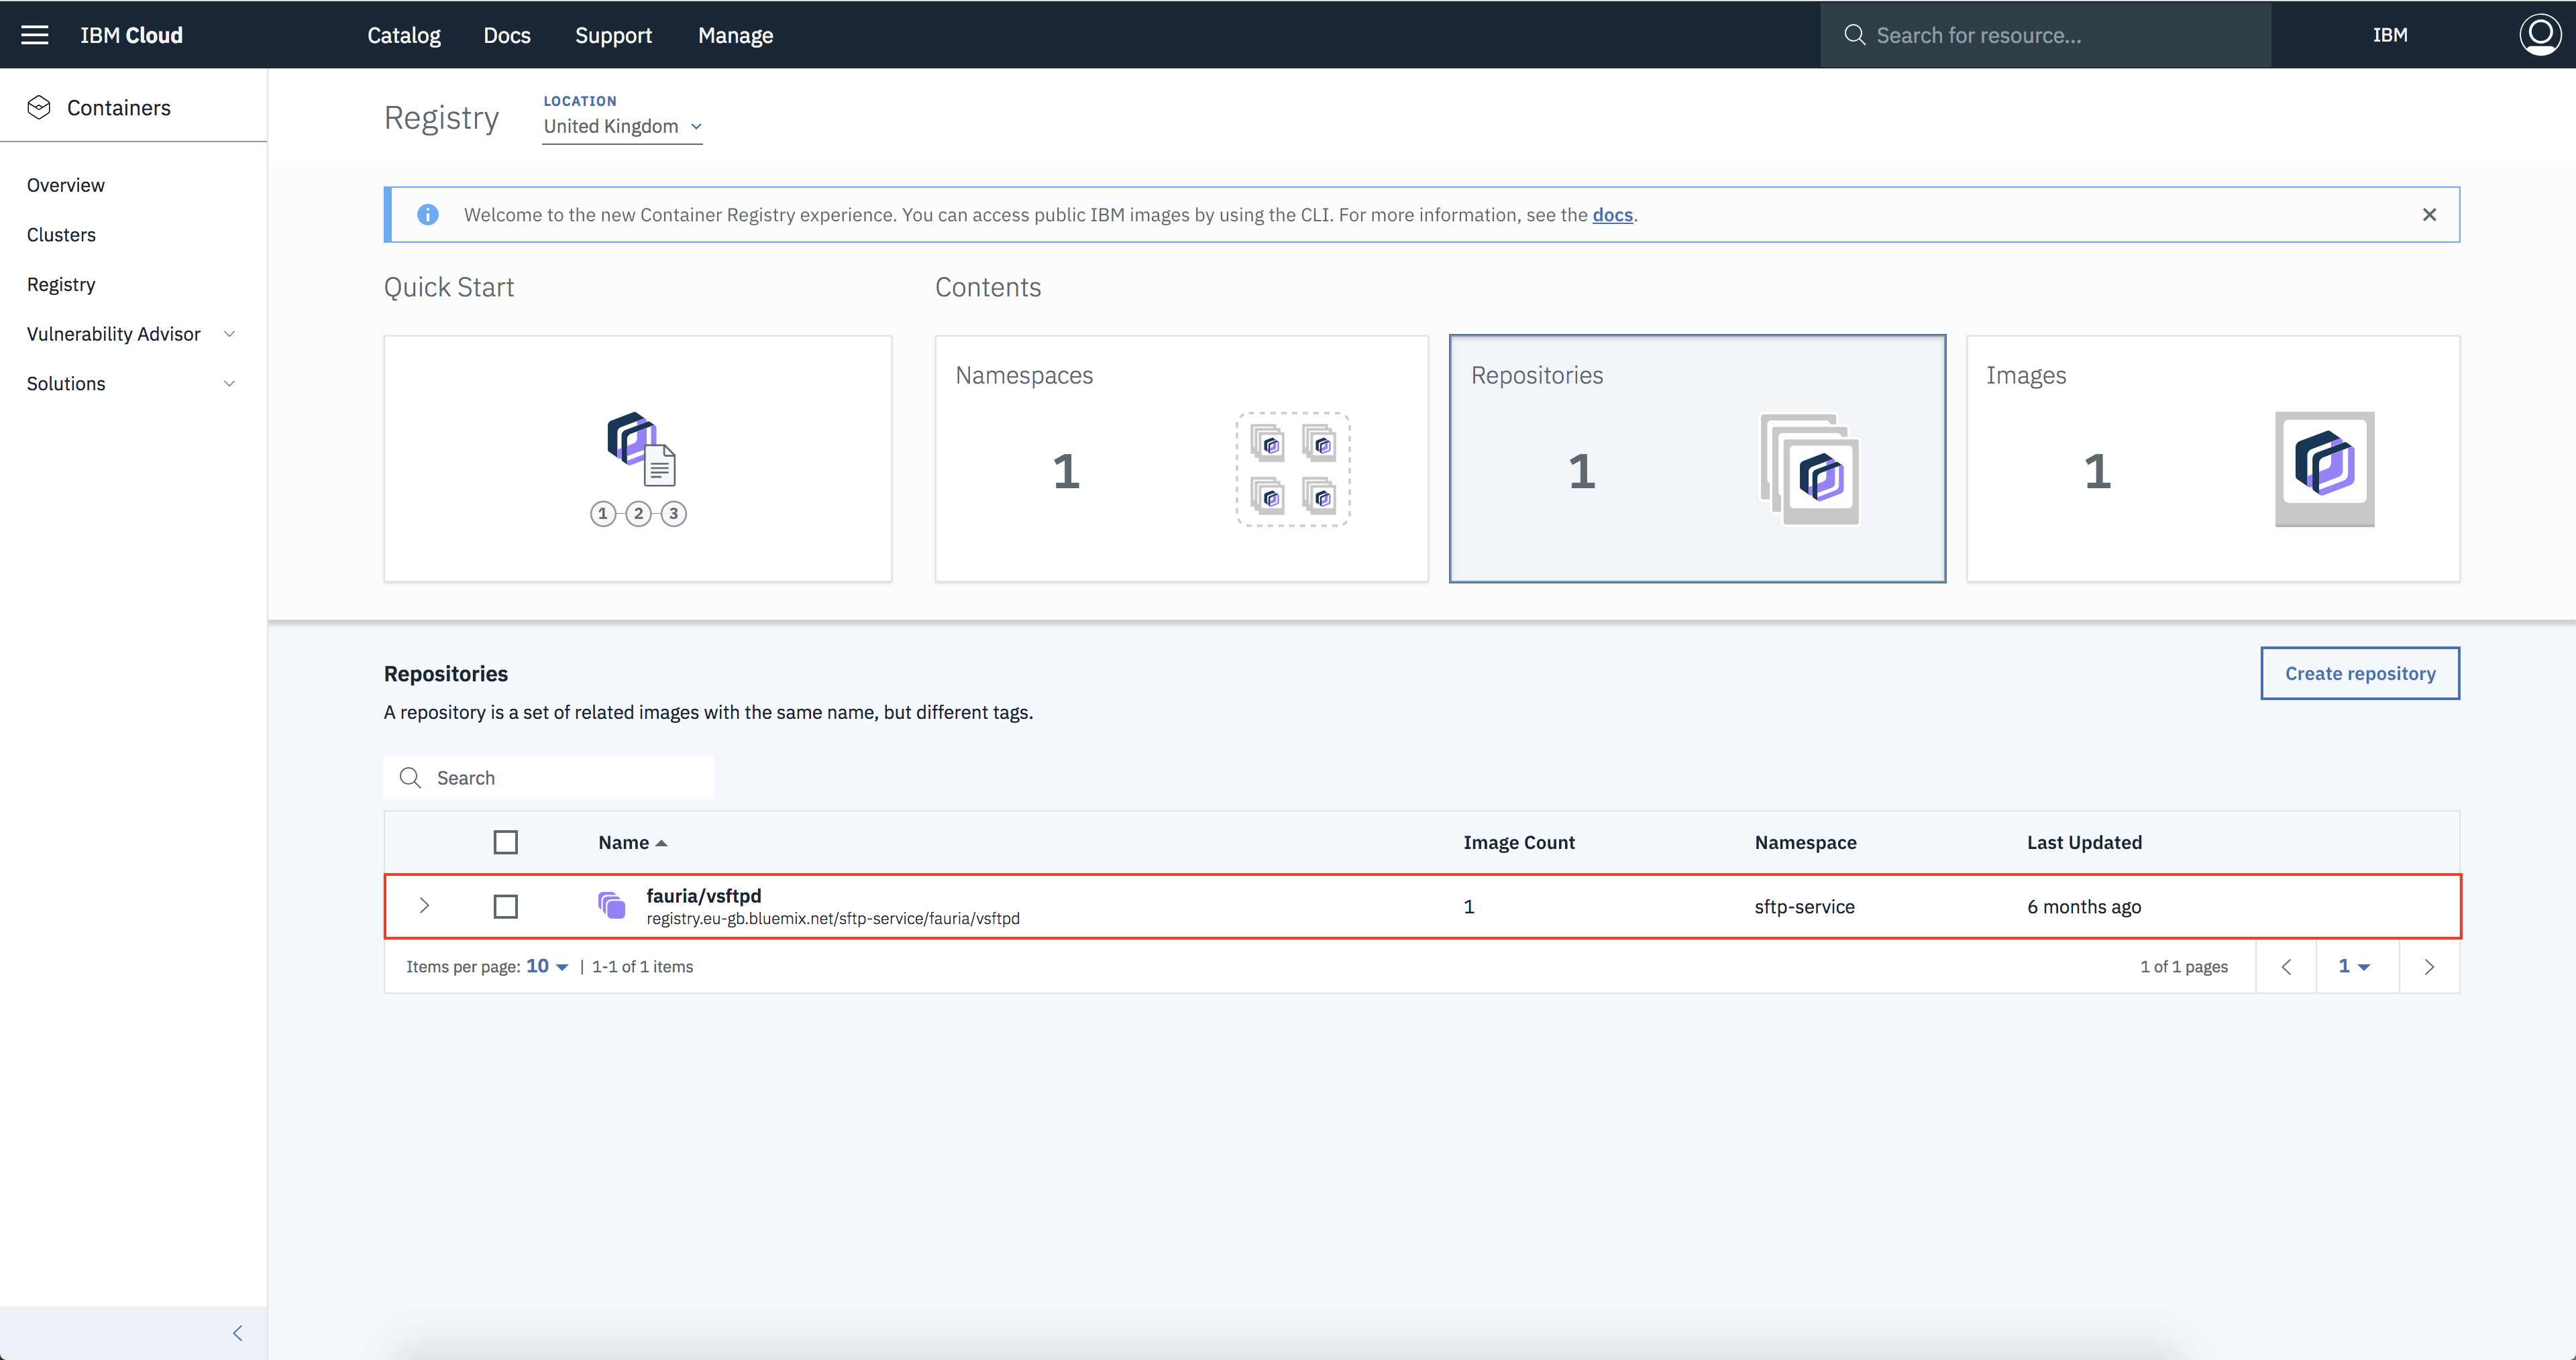 IBM Cloud
Catalog
Docs
Support
Manage
Search for resource...
IBM
Containers
Overview
Clusters
Registry
Vulnerability Advisor
Solutions
Registry
LOCATION
United Kingdom
Welcome to the new Container Registry experience. You can access public IBM images by using the CLI. For more information, see the docs.
Quick Start
1 2 3
Contents
Namespaces
1
Repositories
1
Images
1
Repositories
A repository is a set of related images with the same name, but different tags.
Create repository
Search
Name Image Count Namespace Last Updated
fauria/vsftpd
registry.eu-gb.bluemix.net/sftp-service/fauria/vsftpd
1 sftp-service 6 months ago
Items per page: 10 | 1-1 of 1 items 1 of 1 pages 1